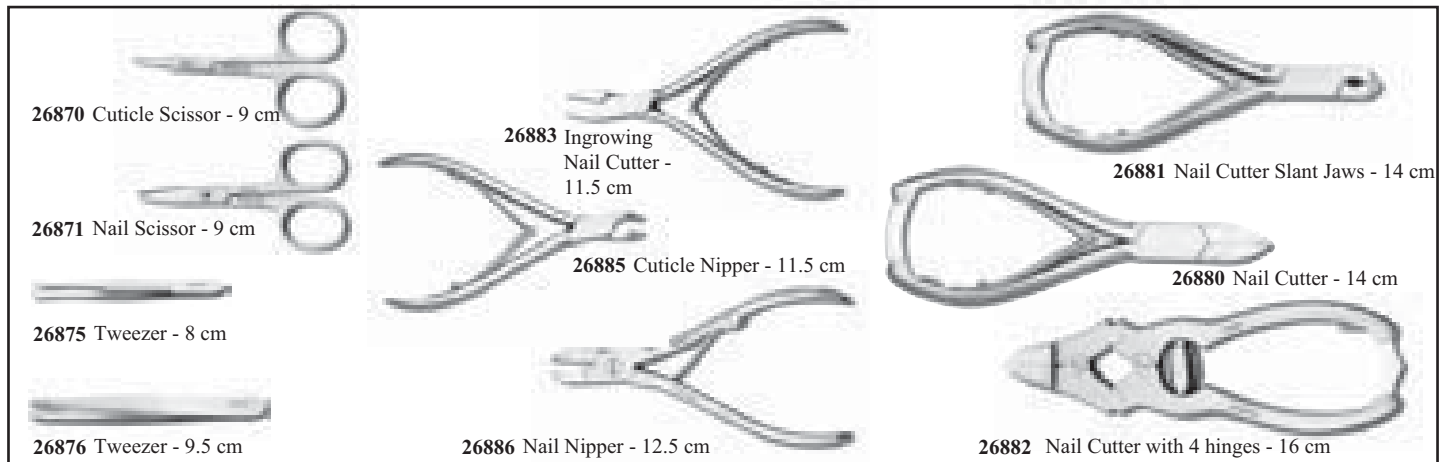 26870 Cuticle Scissor - 9 cm
26871 Nail Scissor - 9 cm
26875 Tweezer - 8 cm
26876 Tweezer - 9.5 cm
26883 Ingrowing
Nail Cutter -
11.5 cm
26885 Cuticle Nipper - 11.5 cm
26886 Nail Nipper - 12.5 cm
26881 Nail Cutter Slant Jaws - 14 cm
26880 Nail Cutter - 14 cm
26882 Nail Cutter with 4 hinges - 16 cm